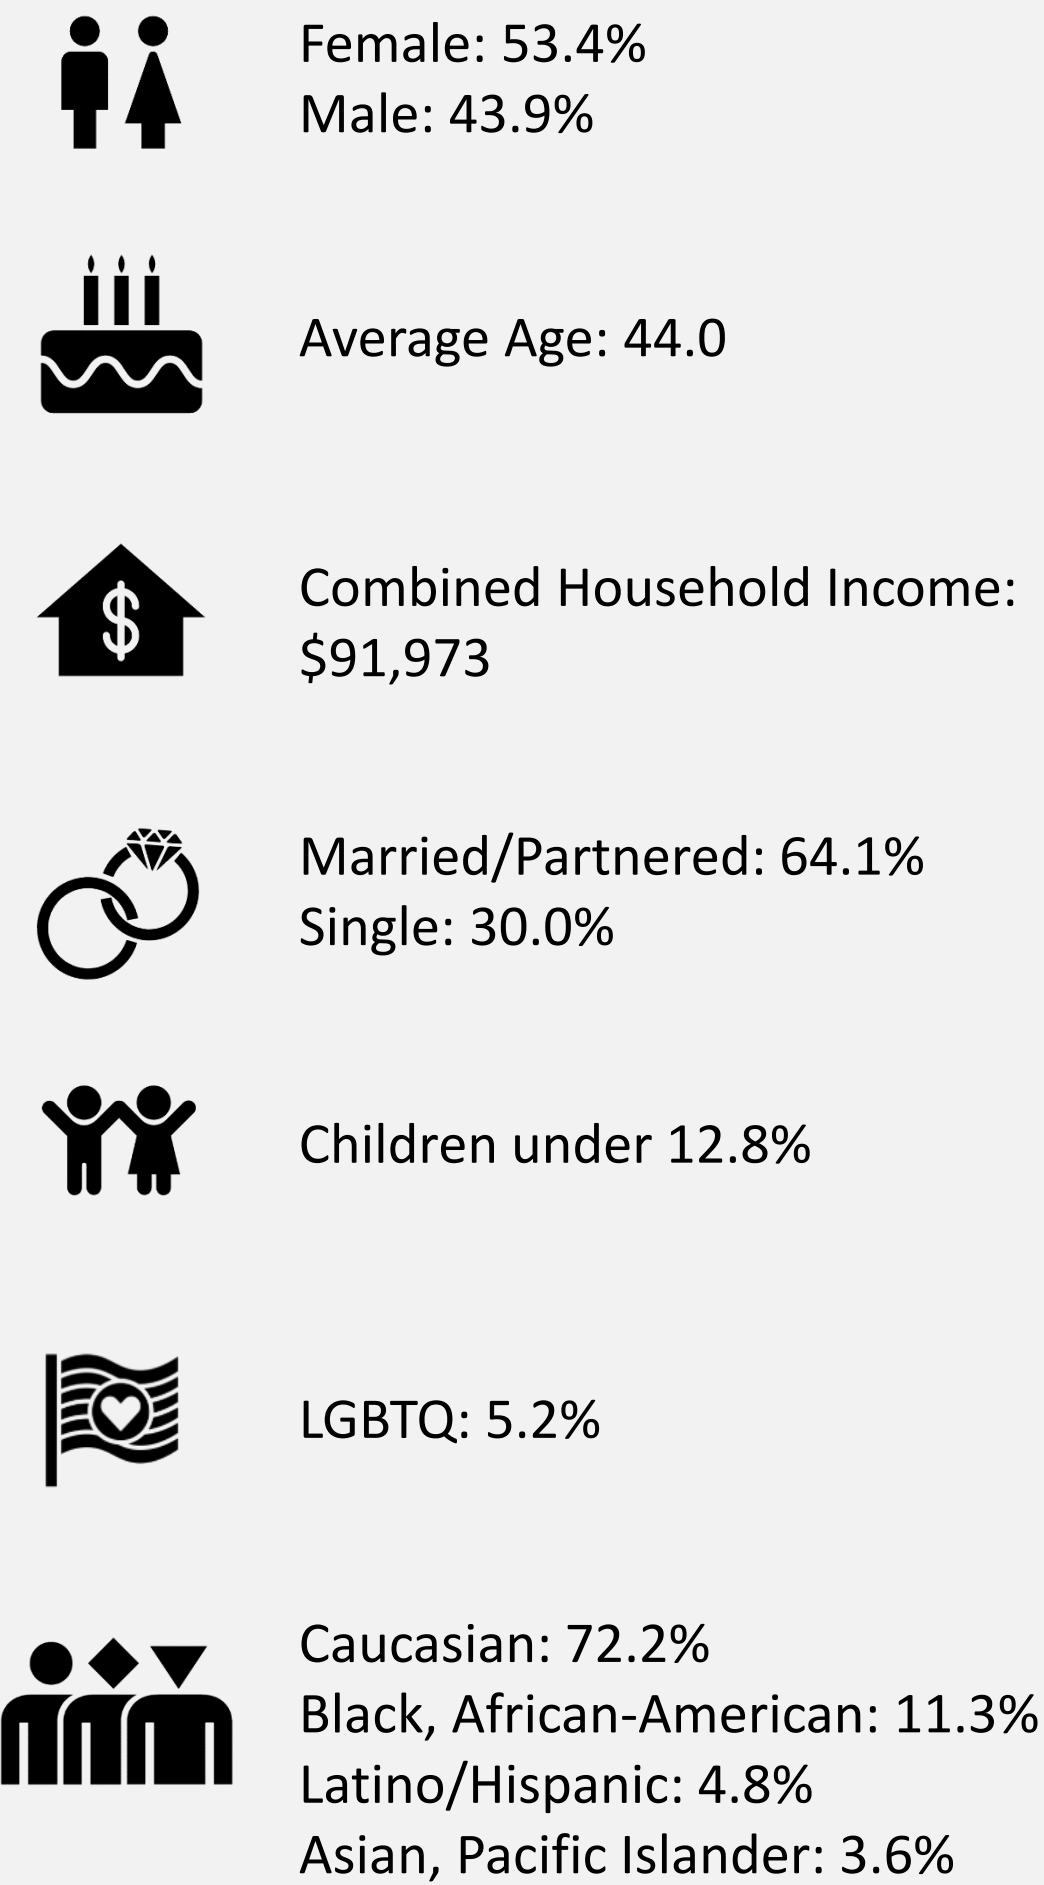 Female: 53.4%
Male: 43.9%
Average Age: 44.0
Combined Household Income:
$91,973
Married/Partnered: 64.1%
Single: 30.0%
Children under 12.8%
LGBTQ: 5.2%
Caucasian: 72.2%
Black, African-American: 11.3%
Latino/Hispanic: 4.8%
Asian, Pacific Islander: 3.6%